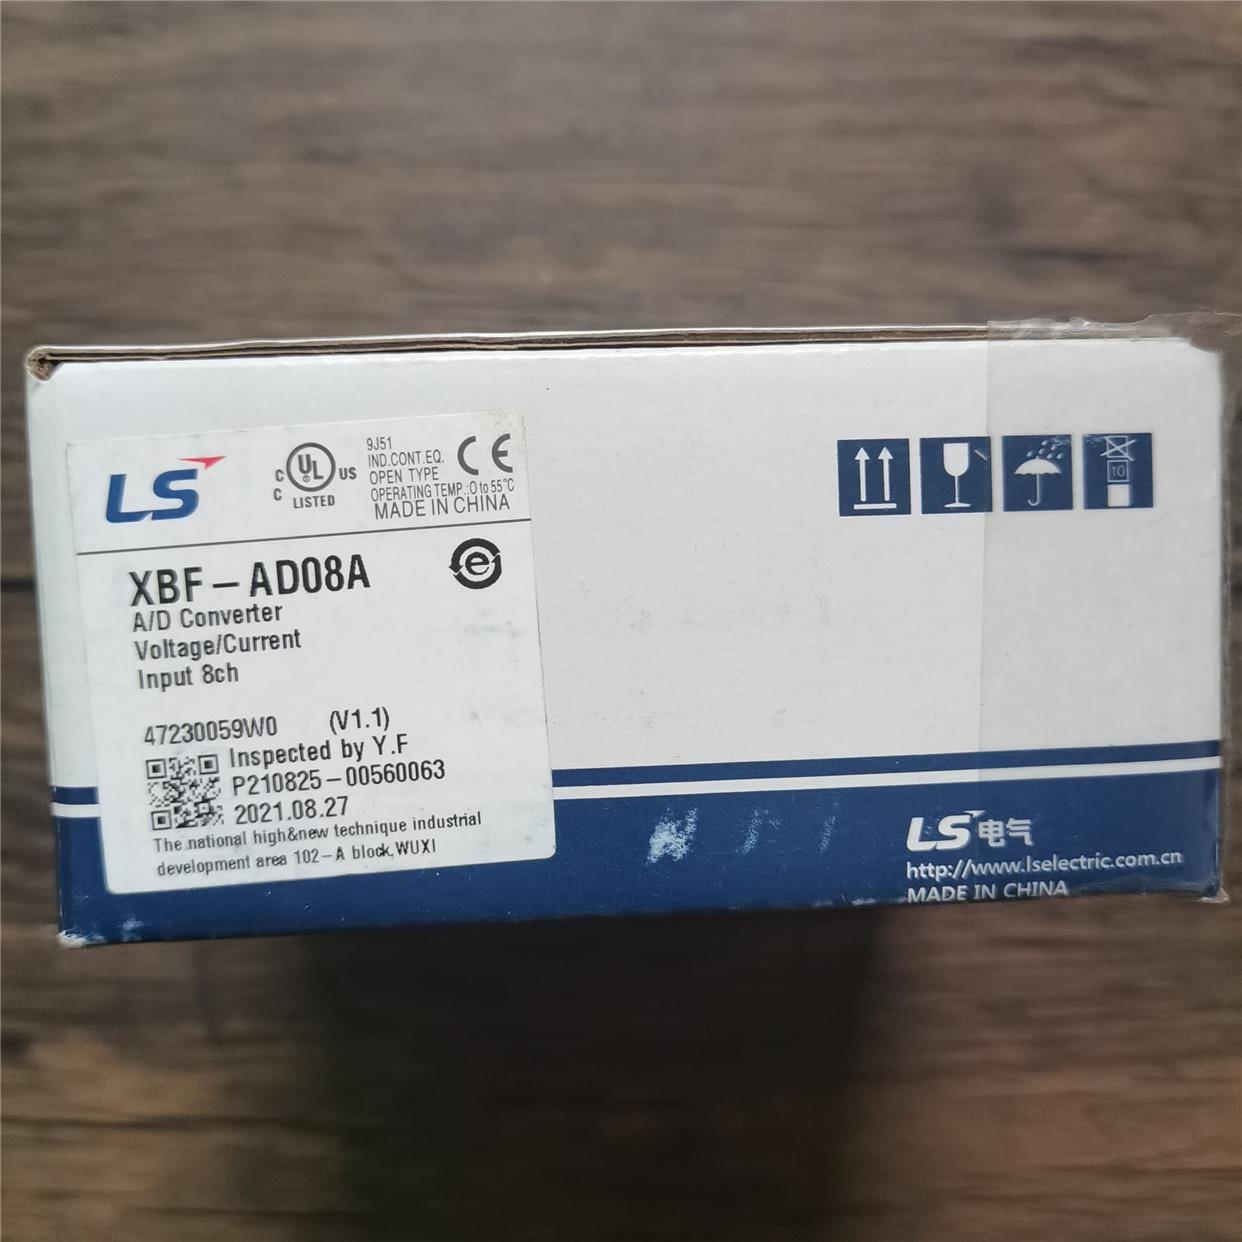 LS
C UL US
C LISTED
9J51
IND.CONT.EQ.
OPEN TYPE
OPERATING TEMP.:0 to 55℃
MADE IN CHINA
CE
XBF-AD08A
e
A/D Converter
Voltage/Current
Input 8ch
47230059W0 (V1.1)
Inspected by Y.F
P210825-00560063
2021.08.27
The national high&new technique industrial
development area 102-A block,WUXI
10
LS电气
http://www.lselectric.com.cn
MADE IN CHINA